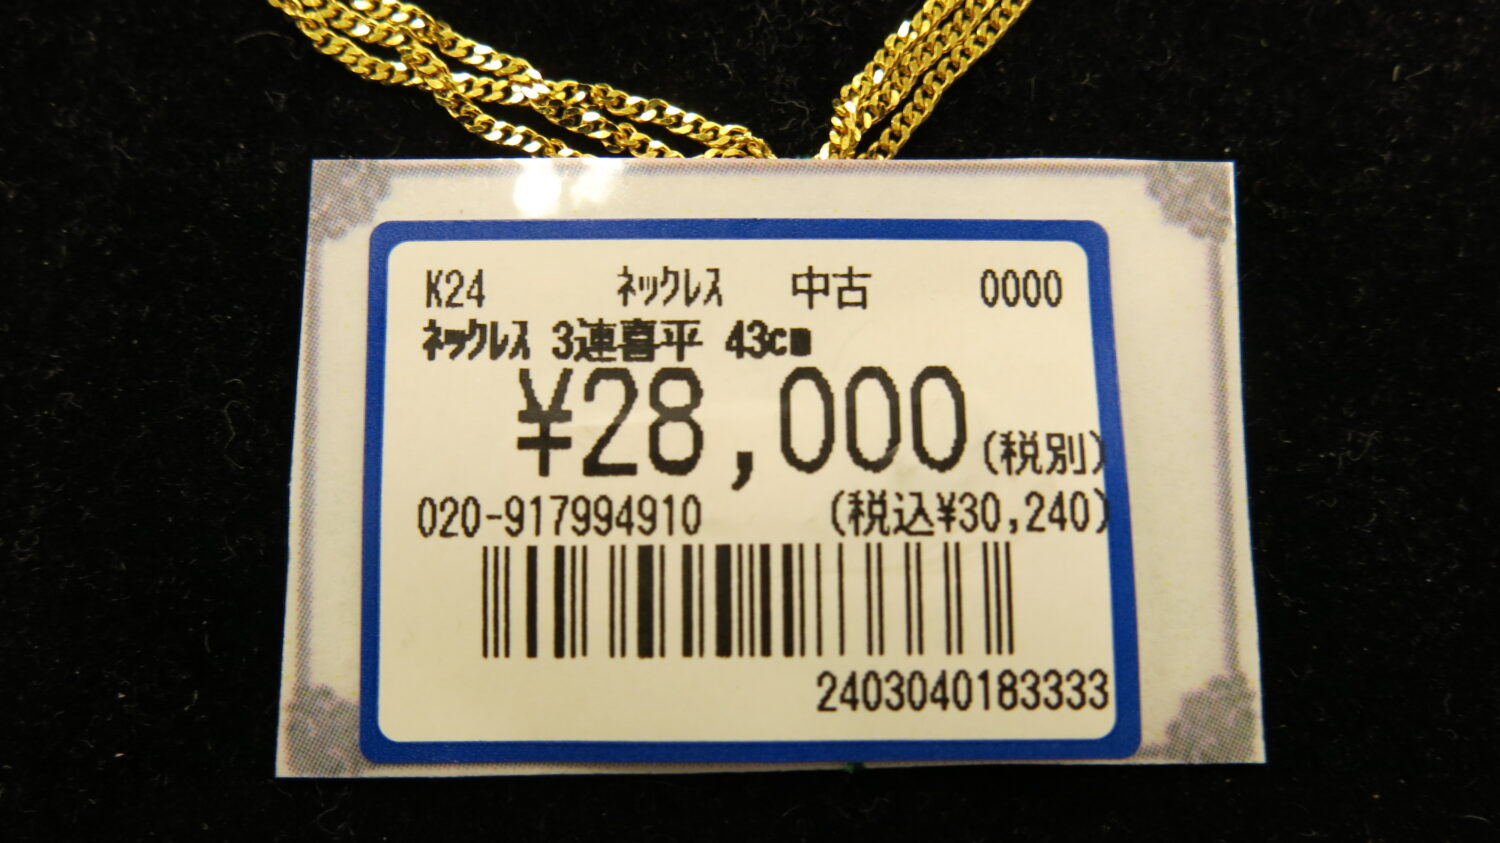 K24 ﾈｯｸﾚｽ 中古 0000
ﾈｯｸﾚｽ 3連喜平 43cm
¥28,000(税別)
020-917994910 (税込¥30,240)
2403040183333